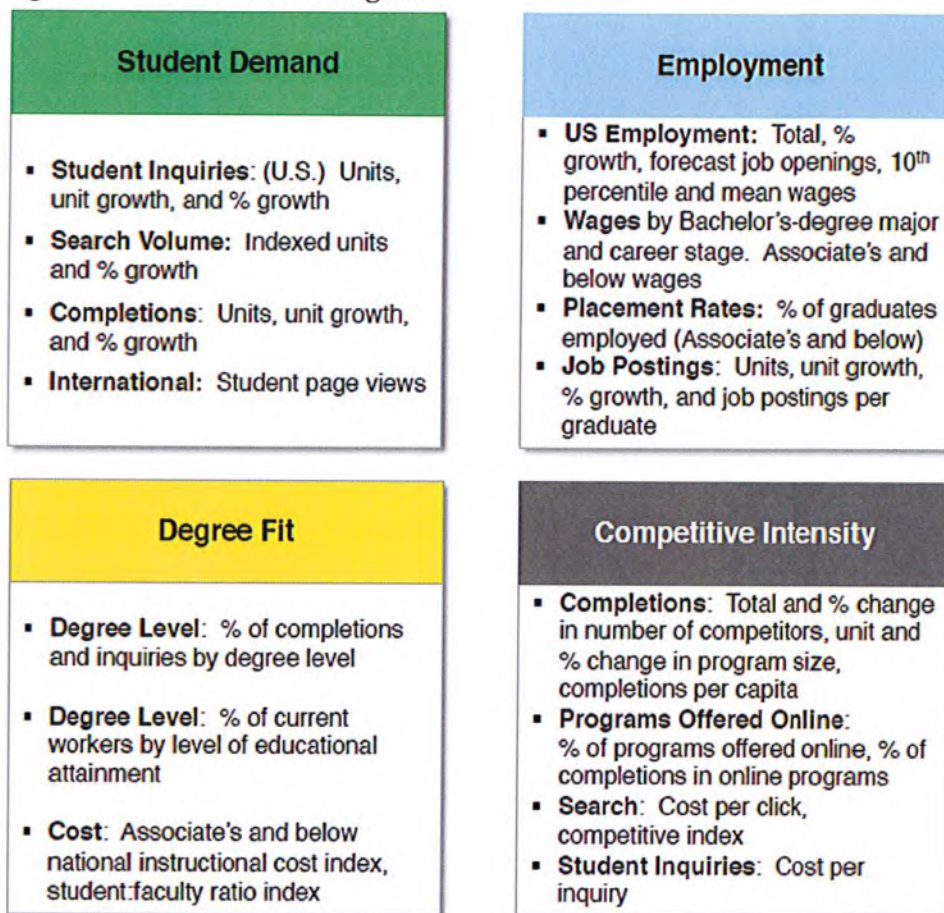 Student Demand
▪ Student Inquiries: (U.S.) Units,
unit growth, and % growth
▪ Search Volume: Indexed units
and % growth
▪ Completions: Units, unit growth,
and % growth
▪ International: Student page views
Employment
▪ US Employment: Total, %
growth, forecast job openings, 10th
percentile and mean wages
▪ Wages by Bachelor's-degree major
and career stage. Associate's and
below wages
▪ Placement Rates: % of graduates
employed (Associate's and below)
▪ Job Postings: Units, unit growth,
% growth, and job postings per
graduate
Degree Fit
▪ Degree Level: % of completions
and inquiries by degree level
▪ Degree Level: % of current
workers by level of educational
attainment
▪ Cost: Associate's and below
national instructional cost index,
student:faculty ratio index
Competitive Intensity
▪ Completions: Total and % change
in number of competitors, unit and
% change in program size,
completions per capita
▪ Programs Offered Online:
% of programs offered online, % of
completions in online programs
▪ Search: Cost per click,
competitive index
▪ Student Inquiries: Cost per
inquiry